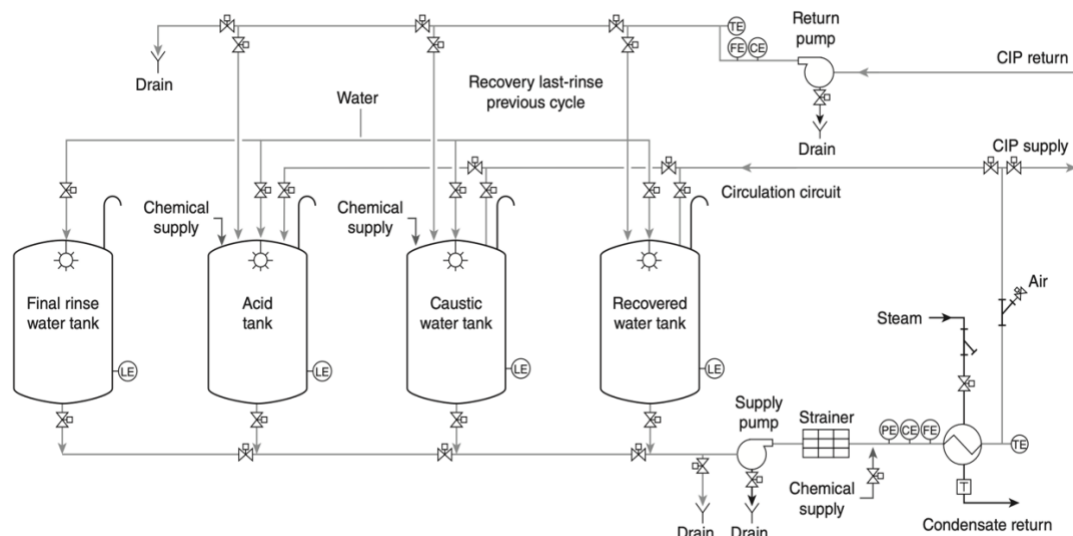 Return
pump
TE
FE
CE
CIP return
Drain
Recovery last-rinse
previous cycle
Water
Drain
CIP supply
Circulation circuit
Chemical
supply
Chemical
supply
Final rinse
water tank
Acid
tank
Caustic
water tank
Recovered
water tank
Air
Steam
LE
LE
LE
LE
Supply
pump
Strainer
PE
CE
FE
TE
Chemical
supply
T
Drain
Drain
Condensate return